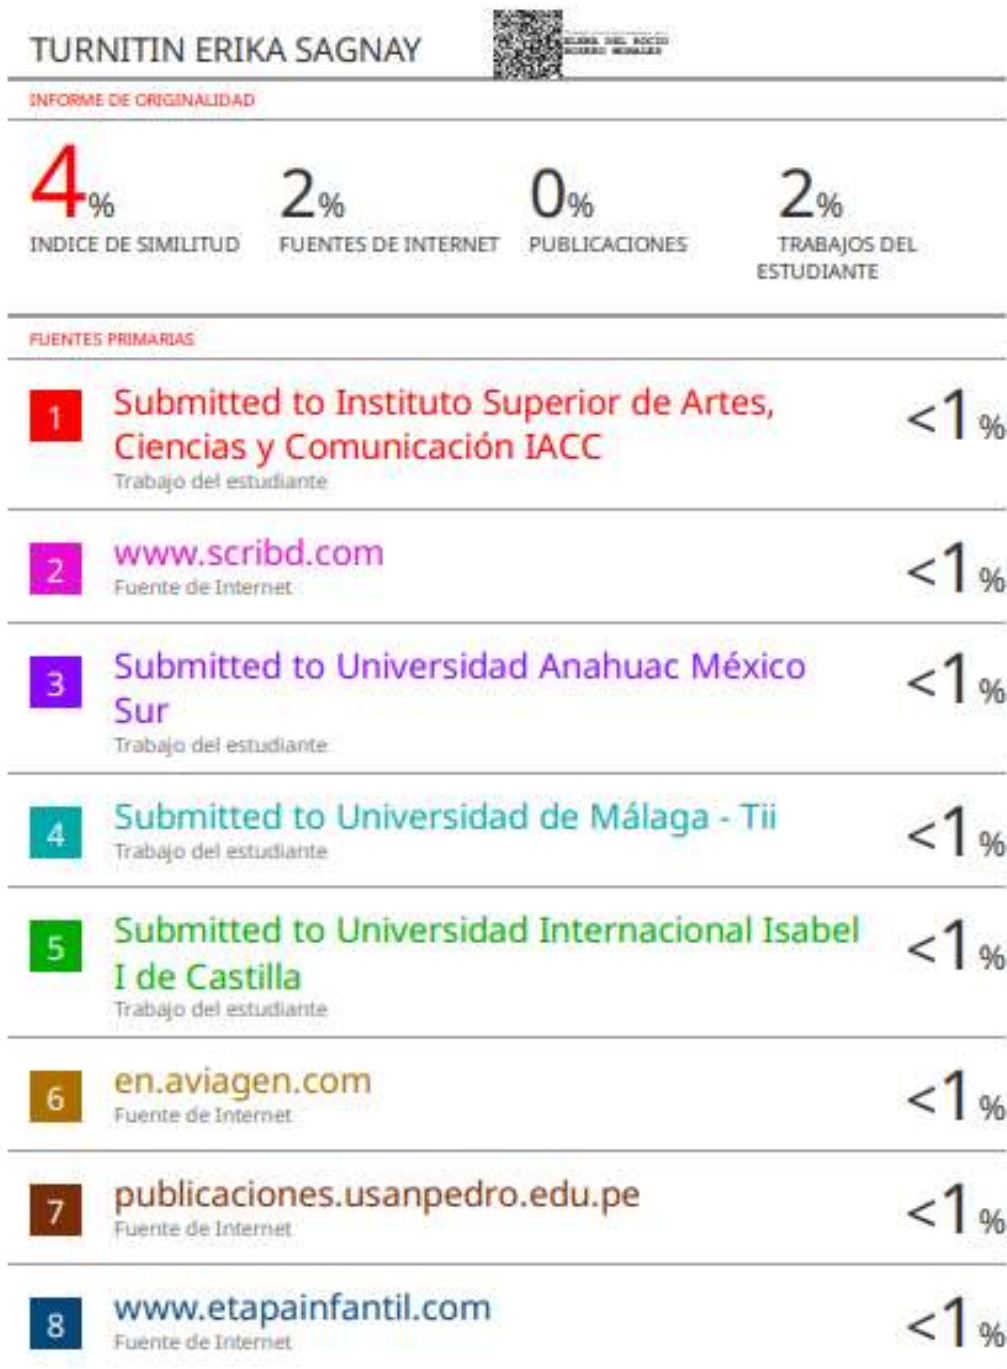 TURNITIN ERIKA SAGNAY
ELENA DEL ROCIO
ROSERO MORALES
INFORME DE ORIGINALIDAD
4%
INDICE DE SIMILITUD
2%
FUENTES DE INTERNET
0%
PUBLICACIONES
2%
TRABAJOS DEL
ESTUDIANTE
FUENTES PRIMARIAS
1
Submitted to Instituto Superior de Artes,
Ciencias y Comunicación IACC
Trabajo del estudiante
<1%
2
www.scribd.com
Fuente de Internet
<1%
3
Submitted to Universidad Anahuac México
Sur
Trabajo del estudiante
<1%
4
Submitted to Universidad de Málaga - Tii
Trabajo del estudiante
<1%
5
Submitted to Universidad Internacional Isabel
I de Castilla
Trabajo del estudiante
<1%
6
en.aviagen.com
Fuente de Internet
<1%
7
publicaciones.usanpedro.edu.pe
Fuente de Internet
<1%
8
www.etapainfantil.com
Fuente de Internet
<1%